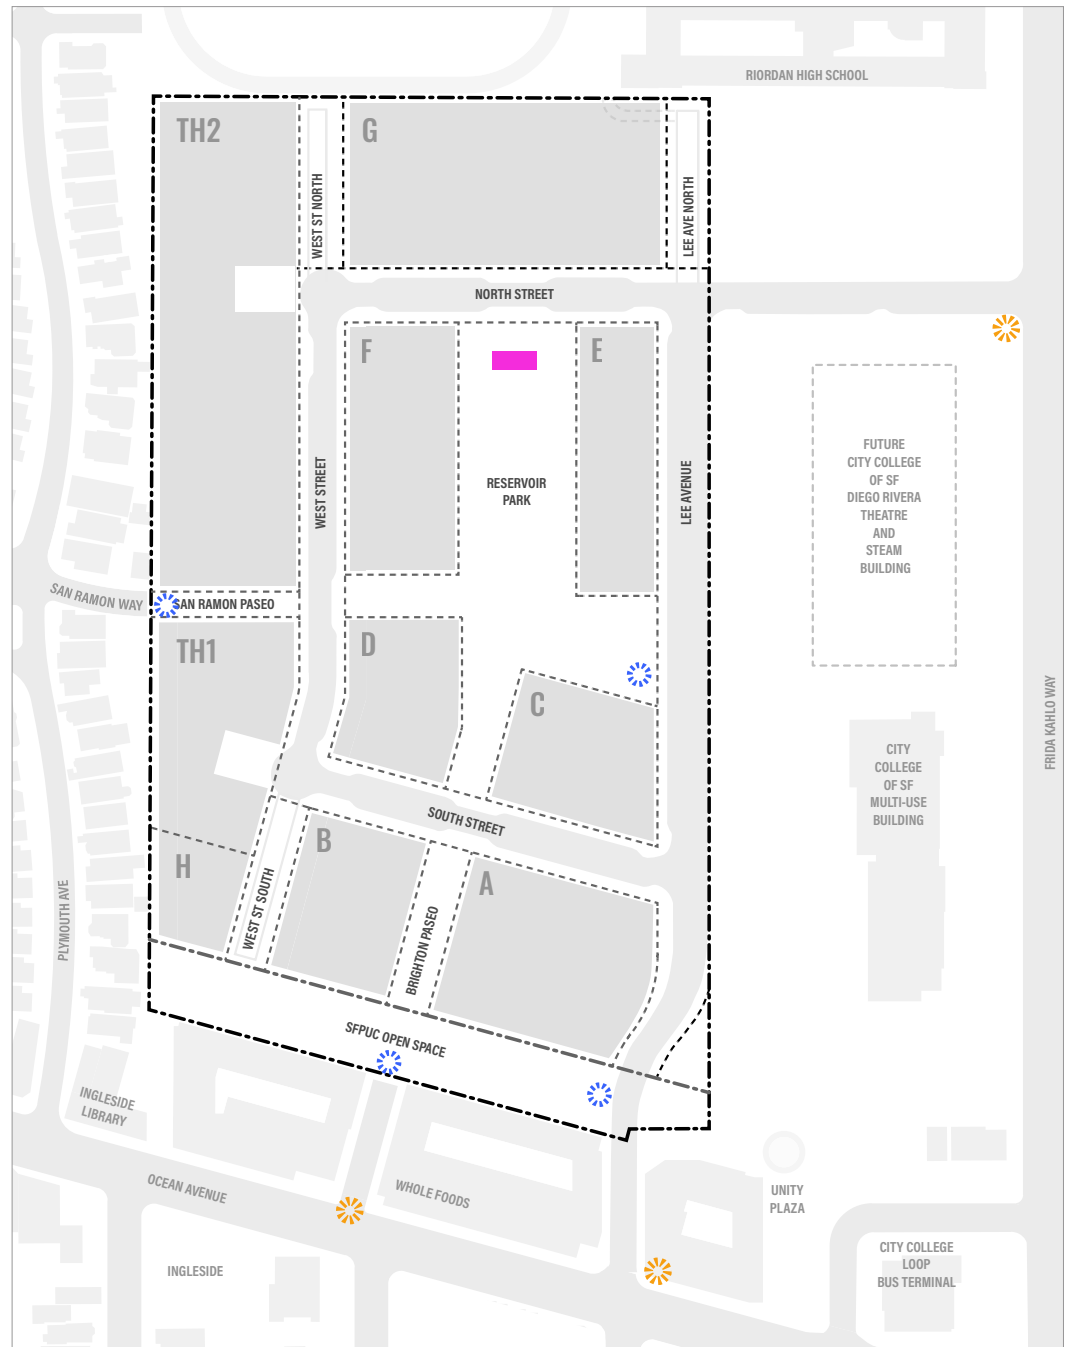 RIORDAN HIGH SCHOOL
TH2
G
WEST ST NORTH
LEE AVE NORTH
NORTH STREET
F
E
RESERVOIR
PARK
WEST STREET
LEE AVENUE
FUTURE
CITY COLLEGE
OF SF
DIEGO RIVERA
THEATRE
AND
STEAM
BUILDING
SAN RAMON WAY
SAN RAMON PASEO
TH1
D
C
FRIDA KAHLO WAY
CITY
COLLEGE
OF SF
MULTI-USE
BUILDING
SOUTH STREET
B
H
A
WEST ST SOUTH
BRIGHTON PASEO
PLYMOUTH AVE
SFPUC OPEN SPACE
INGLESIDE
LIBRARY
OCEAN AVENUE
WHOLE FOODS
UNITY
PLAZA
INGLESIDE
CITY COLLEGE
LOOP
BUS TERMINAL